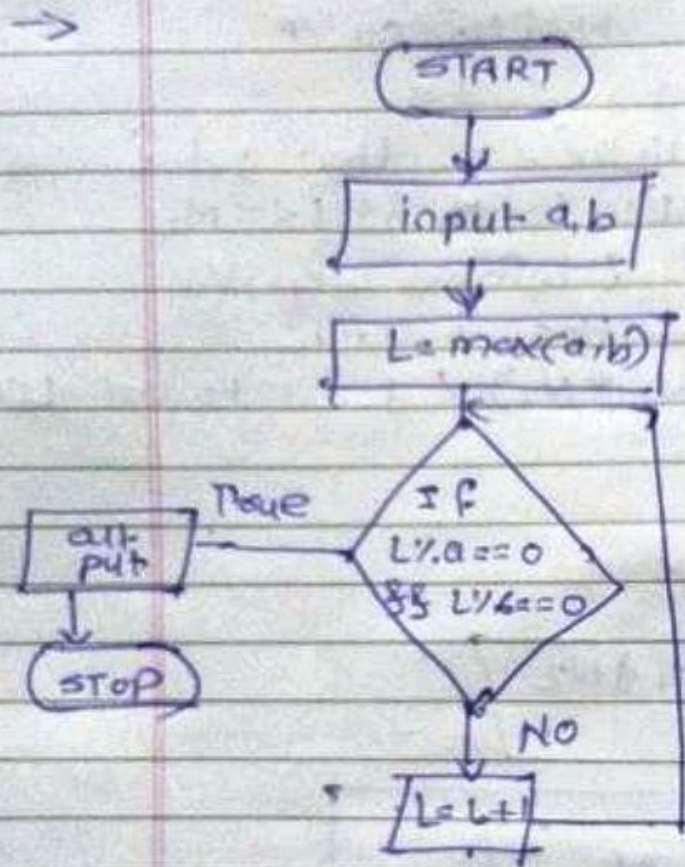 START
input a,b
L= max(a,b)
If
L%a==0
&& L%b==0
True
out
put
STOP
NO
L= L+1